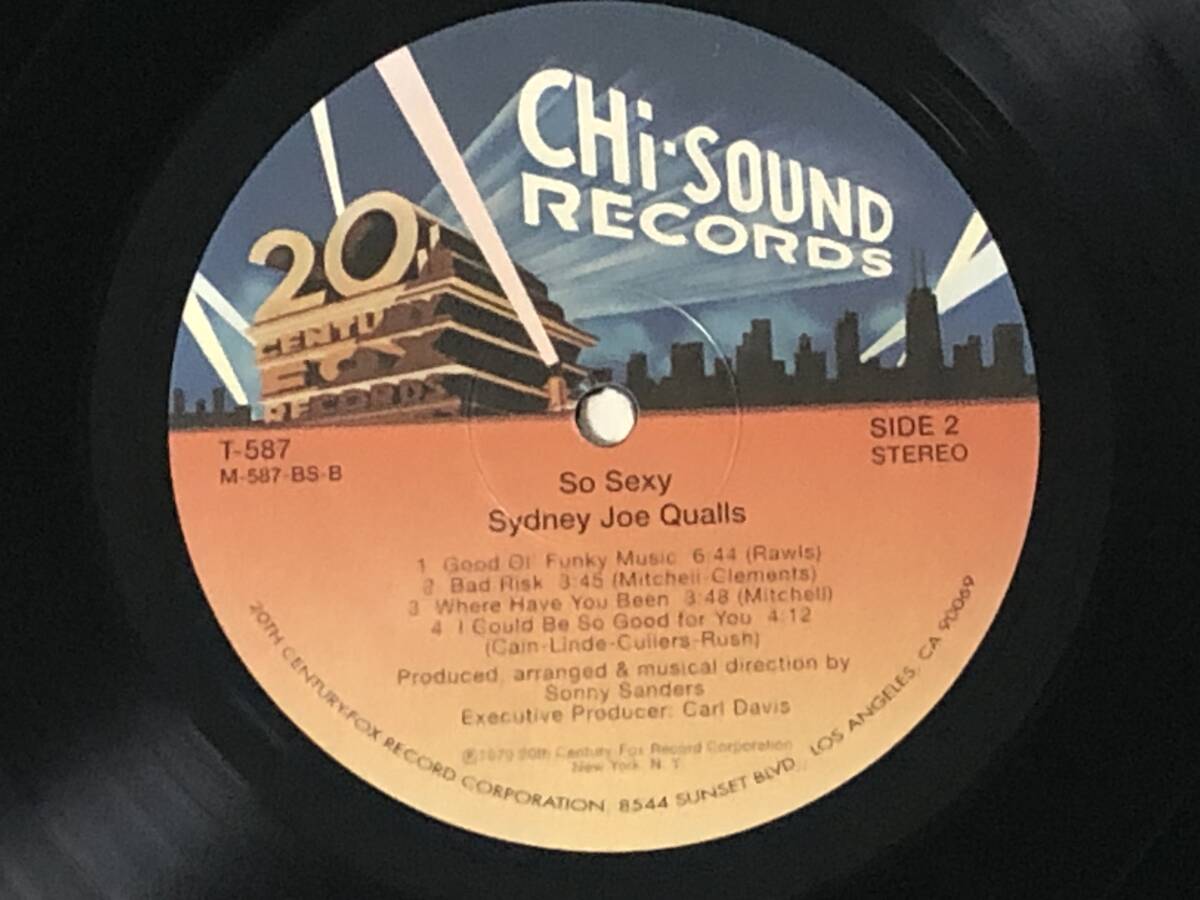 CHi-SOUND
RECORDS
20
CENTURY
FOX
RECORDS
T-587
M-587-BS-B
SIDE 2
STEREO
So Sexy
Sydney Joe Qualls
1 Good Ol' Funky Music 6:44 (Rawls)
2 Bad Risk 3:45 (Mitchell-Clements)
3 Where Have You Been 3:48 (Mitchell)
4 I Could Be So Good for You 4:12
(Cain-Linde-Cullers-Rush)
Produced, arranged & musical direction by
Sonny Sanders
Executive Producer: Carl Davis
℗1979 20th Century Fox Record Corporation
New York, N.Y.
20TH CENTURY-FOX RECORD CORPORATION, 8544 SUNSET BLVD., LOS ANGELES, CA 90069